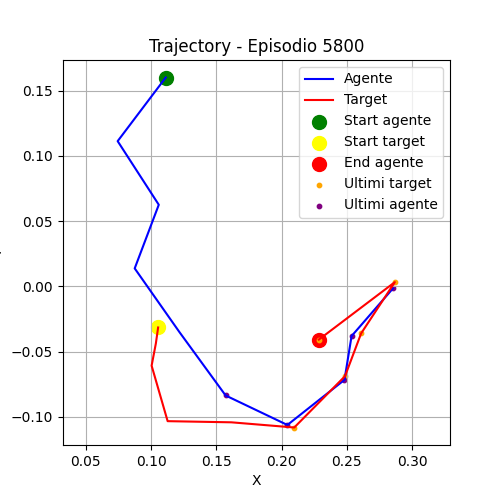 Trajectory - Episodio 5800
Agente
Target
Start agente
Start target
End agente
Ultimi target
Ultimi agente
0.15
0.10
0.05
0.00
−0.05
−0.10
0.05 0.10 0.15 0.20 0.25 0.30
X